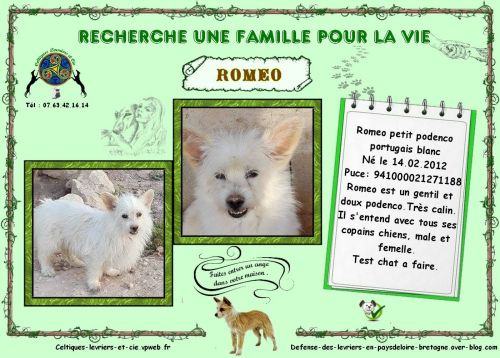 RECHERCHE UNE FAMILLE POUR LA VIE
ROMEO
Tél : 07.63.42.16.14
Romeo petit podenco
portugais blanc
Né le 14.02.2012
Puce: 941000021271188
Romeo est un gentil et
doux podenco.Très calin.
Il s'entend avec tous ses
copains chiens, male et
femelle.
Test chat a faire.
Faites entrer un ange
dans votre maison.
Celtiques-levriers-et-cie.vpweb.fr
Defense-des-levriers-en-paysdeloire-bretagne.over-blog.com